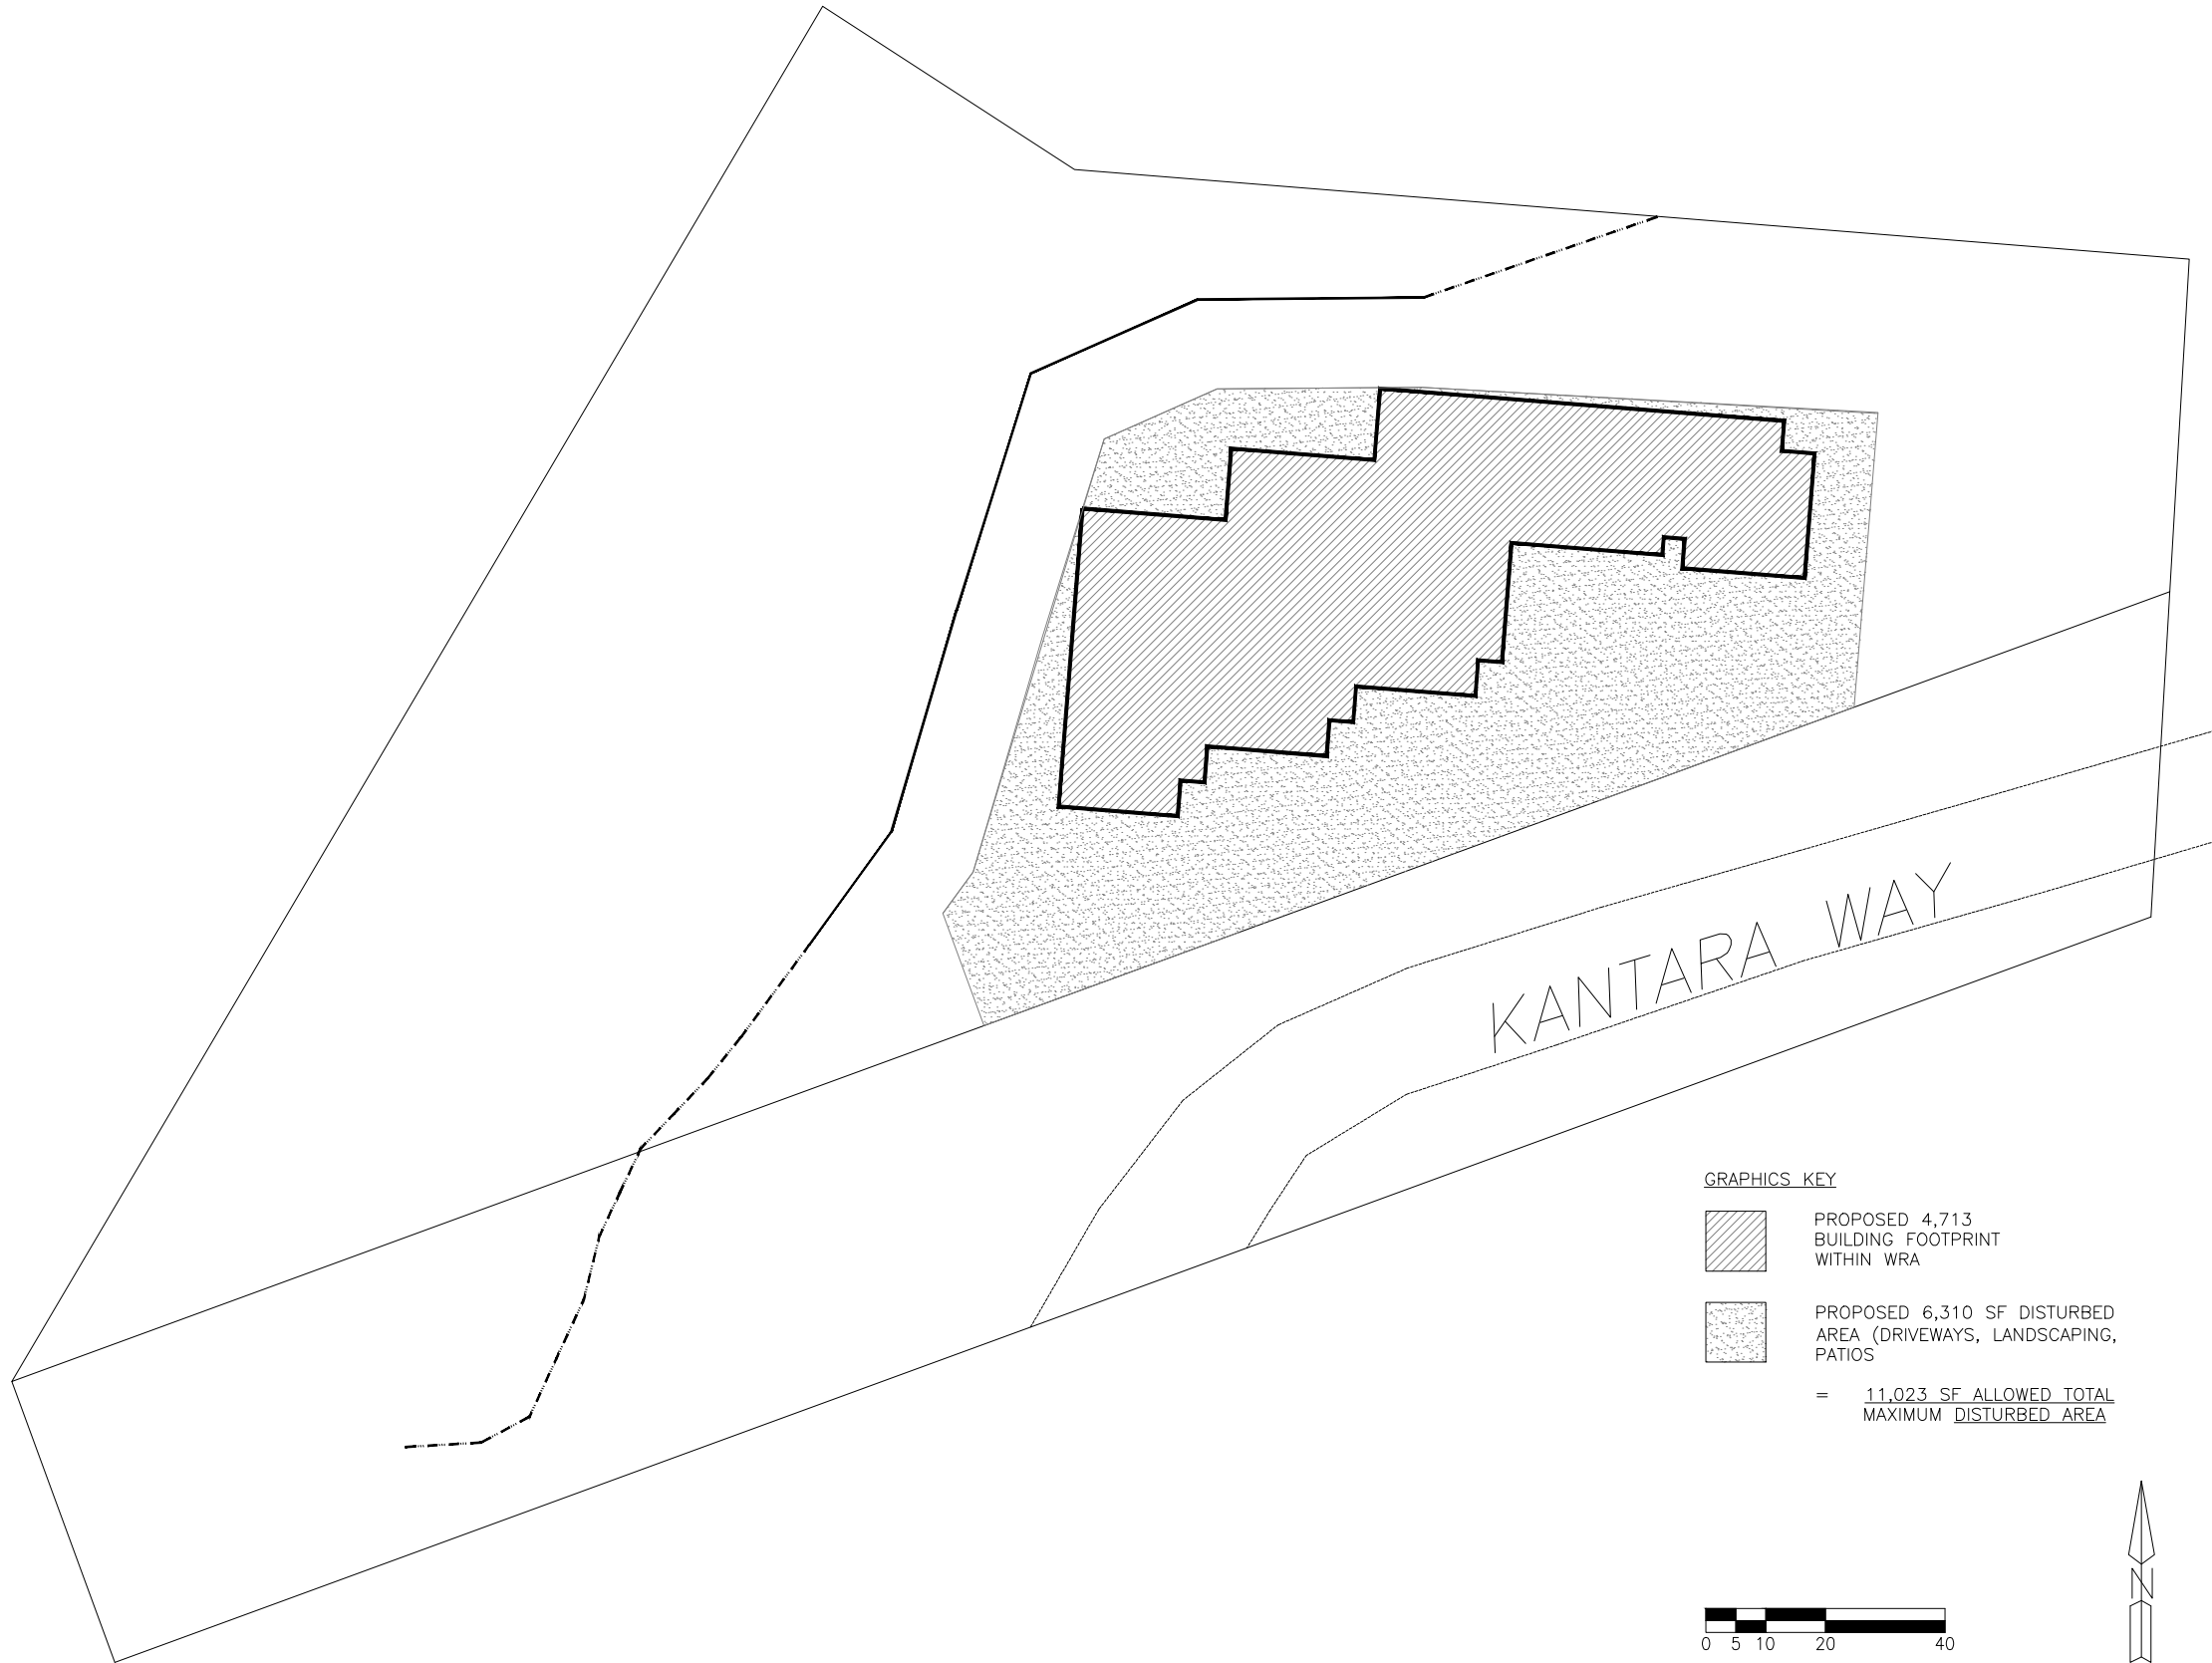 KANTARA WAY
GRAPHICS KEY
PROPOSED 4,713
BUILDING FOOTPRINT
WITHIN WRA
PROPOSED 6,310 SF DISTURBED
AREA (DRIVEWAYS, LANDSCAPING,
PATIOS
= 11,023 SF ALLOWED TOTAL
MAXIMUM DISTURBED AREA
N
0 5 10 20 40